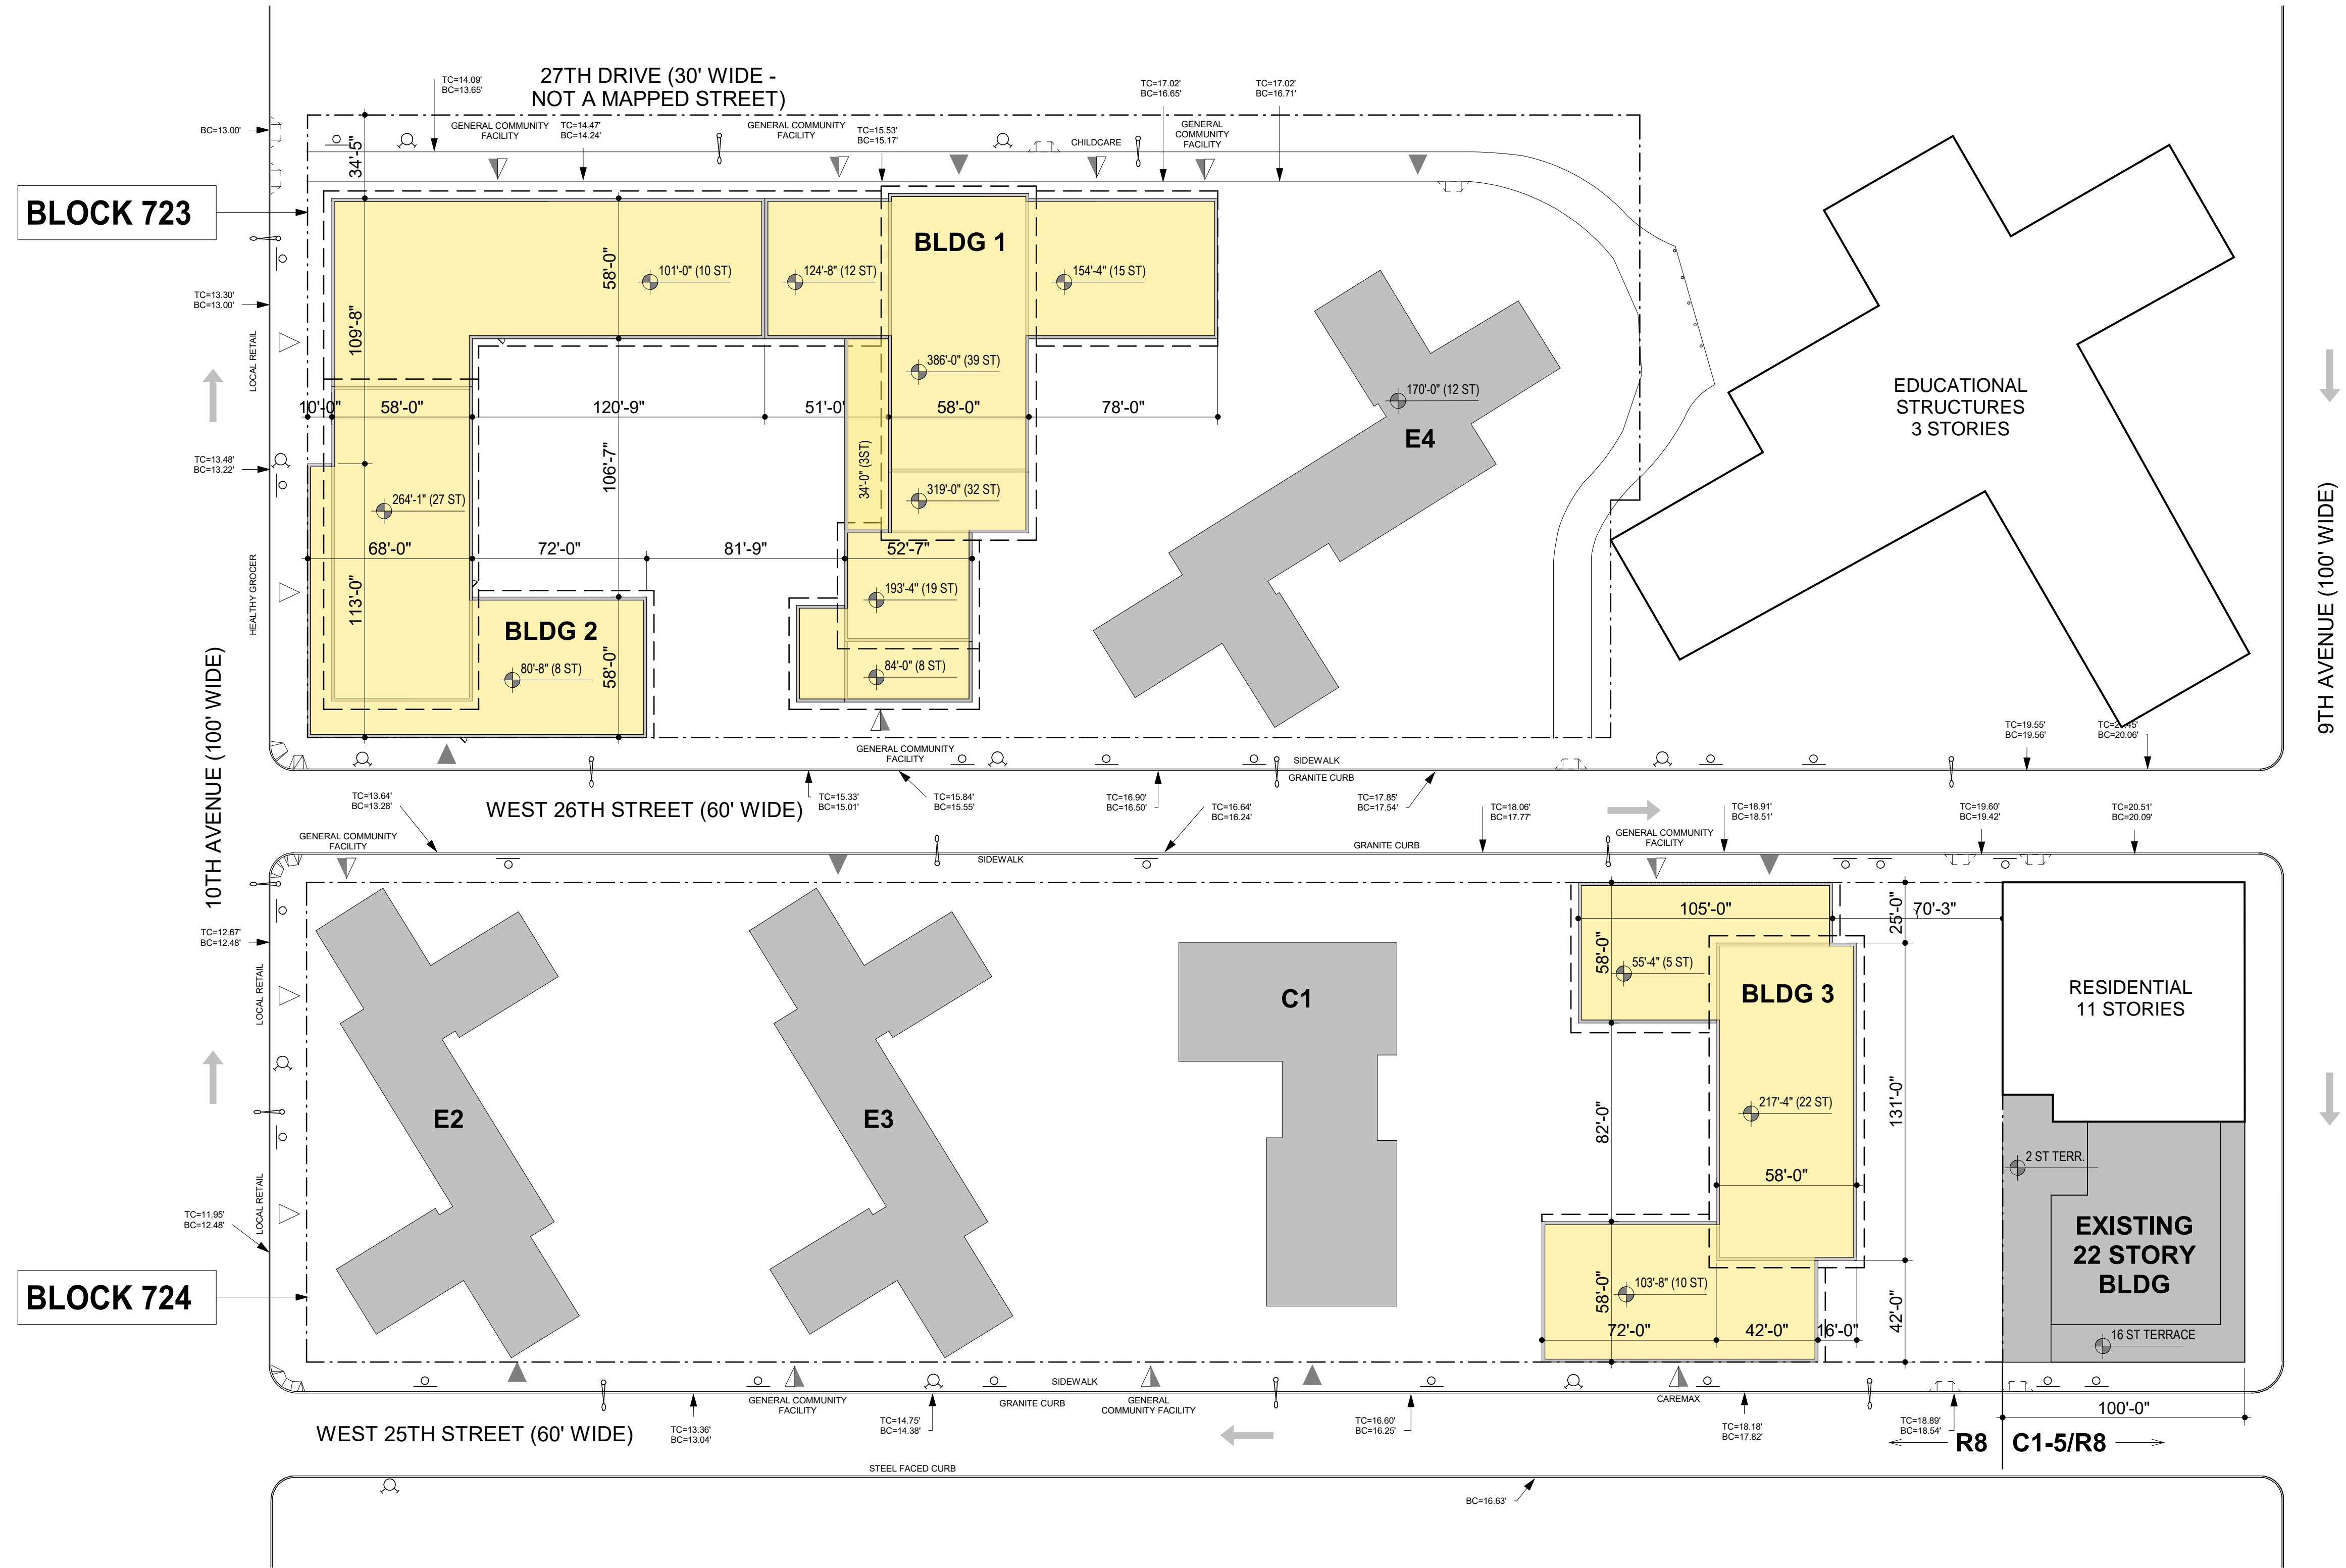 27TH DRIVE (30' WIDE -
NOT A MAPPED STREET)
TC=14.09'
BC=13.65'
TC=17.02'
BC=16.65'
TC=17.02'
BC=16.71'
BC=13.00'
GENERAL COMMUNITY
FACILITY
TC=14.47'
BC=14.24'
GENERAL COMMUNITY
FACILITY
TC=15.53'
BC=15.17'
CHILDCARE
GENERAL
COMMUNITY
FACILITY
34'-5"
BLOCK 723
BLDG 1
101'-0" (10 ST)
124'-8" (12 ST)
154'-4" (15 ST)
58'-0"
TC=13.30'
BC=13.00'
109'-8"
LOCAL RETAIL
386'-0" (39 ST)
10'-0"
58'-0"
120'-9"
51'-0'
58'-0"
78'-0"
170'-0" (12 ST)
E4
EDUCATIONAL
STRUCTURES
3 STORIES
TC=13.48'
BC=13.22'
106'-7"
34'-0" (3ST)
264'-1" (27 ST)
319'-0" (32 ST)
68'-0"
72'-0"
81'-9"
52'-7"
HEALTHY GROCER
113'-0"
193'-4" (19 ST)
BLDG 2
80'-8" (8 ST)
58'-0"
84'-0" (8 ST)
10TH AVENUE (100' WIDE)
9TH AVENUE (100' WIDE)
TC=19.55'
BC=19.56'
BC=20.06'
GENERAL COMMUNITY
FACILITY
SIDEWALK
GRANITE CURB
TC=13.64'
BC=13.28'
WEST 26TH STREET (60' WIDE)
TC=15.33'
BC=15.01'
TC=15.84'
BC=15.55'
TC=16.90'
BC=16.50'
TC=16.64'
BC=16.24'
TC=17.85'
BC=17.54'
TC=18.06'
BC=17.77'
TC=18.91'
BC=18.51'
TC=19.60'
BC=19.42'
TC=20.51'
BC=20.09'
GENERAL COMMUNITY
FACILITY
SIDEWALK
GRANITE CURB
GENERAL COMMUNITY
FACILITY
TC=12.67'
BC=12.48'
105'-0"
25'-0"
70'-3"
58'-0"
55'-4" (5 ST)
LOCAL RETAIL
C1
BLDG 3
RESIDENTIAL
11 STORIES
E2
E3
82'-0"
217'-4" (22 ST)
131'-0"
58'-0"
2 ST TERR.
LOCAL RETAIL
TC=11.95'
BC=12.48'
EXISTING
22 STORY
BLDG
BLOCK 724
58'-0"
103'-8" (10 ST)
42'-0"
72'-0"
42'-0"
16'-0"
16 ST TERRACE
SIDEWALK
GENERAL COMMUNITY
FACILITY
GRANITE CURB
GENERAL
COMMUNITY FACILITY
CAREMAX
100'-0"
WEST 25TH STREET (60' WIDE)
TC=13.36'
BC=13.04'
TC=14.75'
BC=14.38'
TC=16.60'
BC=16.25'
TC=18.18'
BC=17.82'
TC=18.89'
BC=18.54'
R8
C1-5/R8
STEEL FACED CURB
BC=16.63'